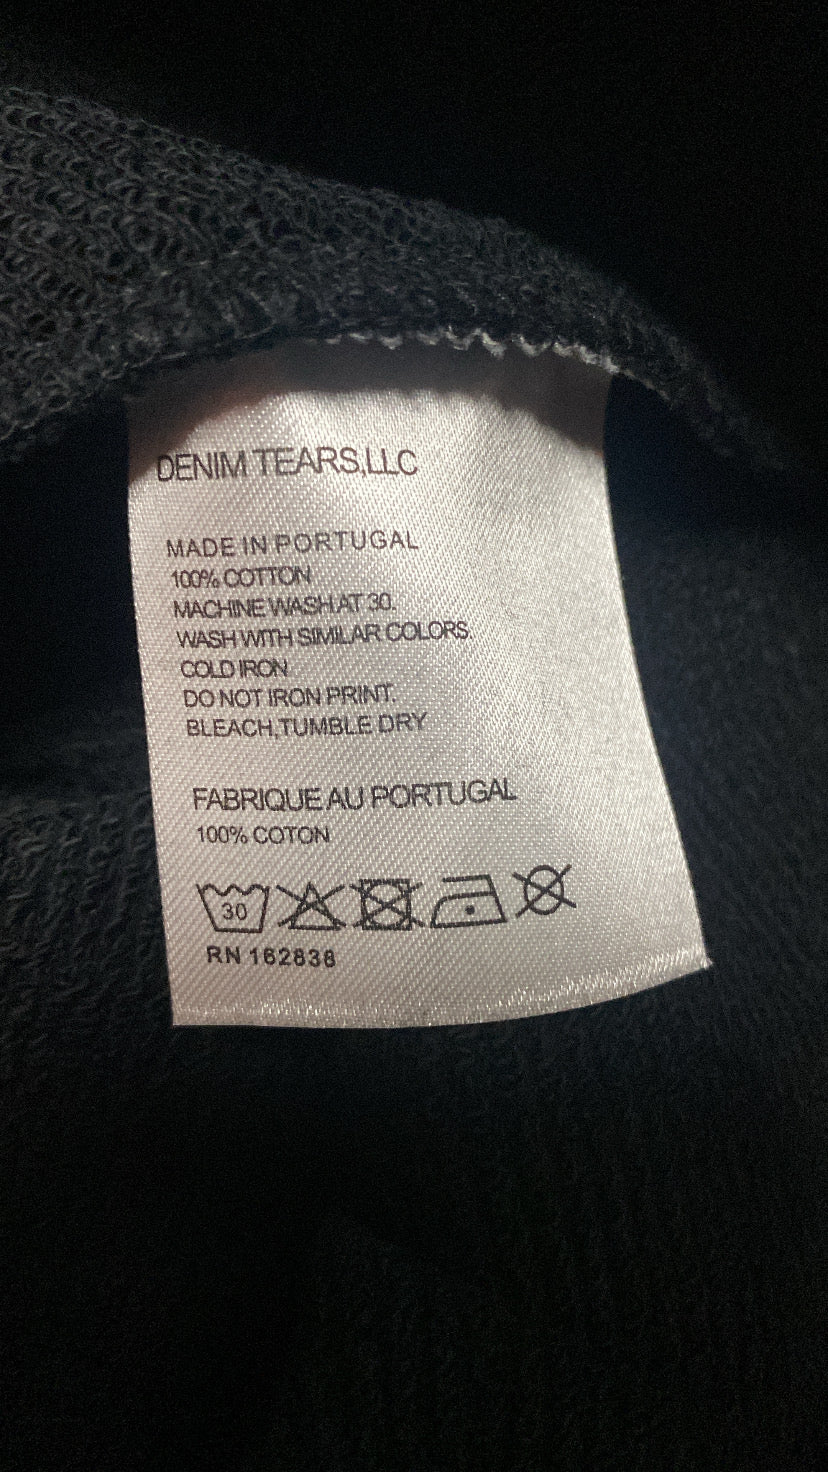 DENIM TEARS,LLC
MADE IN PORTUGAL
100% COTTON
MACHINE WASH AT 30.
WASH WITH SIMILAR COLORS
COLD IRON
DO NOT IRON PRINT.
BLEACH,TUMBLE DRY
FABRIQUE AU PORTUGAL
100% COTON
30
RN 162838